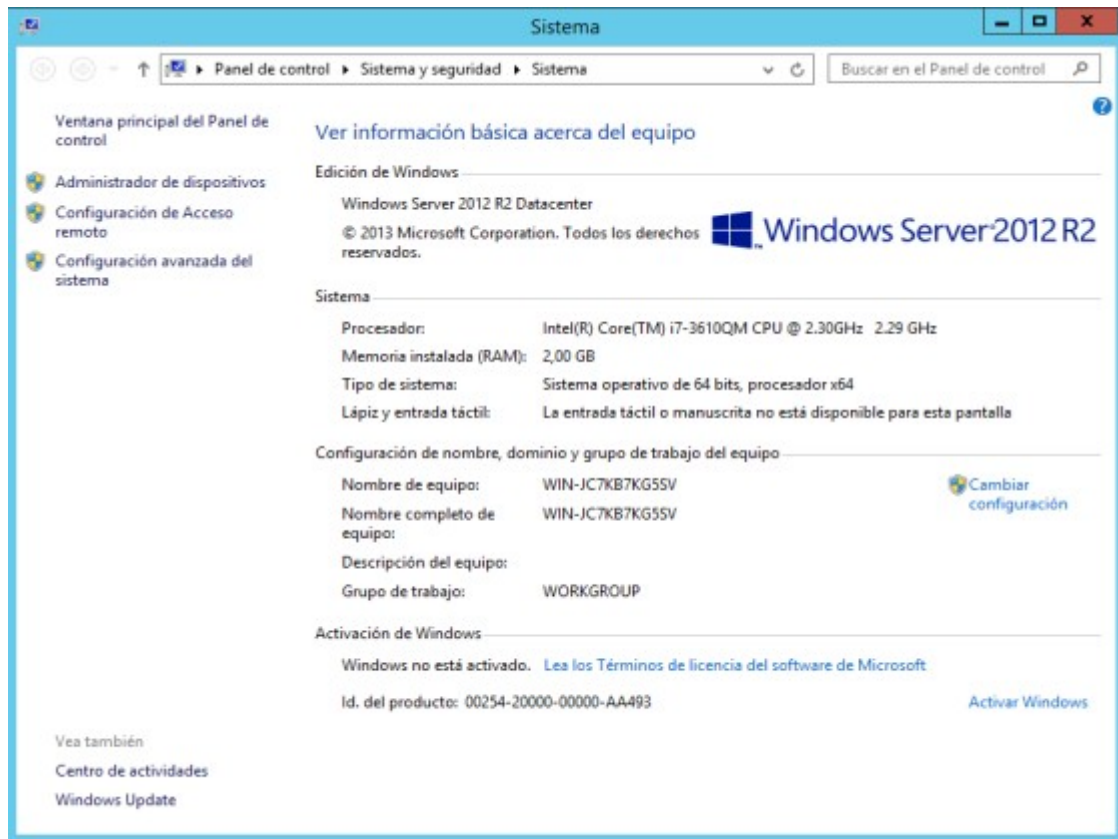 Sistema
Panel de control ▸ Sistema y seguridad ▸ Sistema
Buscar en el Panel de control
Ventana principal del Panel de
control
Administrador de dispositivos
Configuración de Acceso
remoto
Configuración avanzada del
sistema
Vea también
Centro de actividades
Windows Update
Ver información básica acerca del equipo
Edición de Windows
Windows Server 2012 R2 Datacenter
© 2013 Microsoft Corporation. Todos los derechos
reservados.
Windows Server 2012 R2
Sistema
Procesador: Intel(R) Core(TM) i7-3610QM CPU @ 2.30GHz 2.29 GHz
Memoria instalada (RAM): 2,00 GB
Tipo de sistema: Sistema operativo de 64 bits, procesador x64
Lápiz y entrada táctil: La entrada táctil o manuscrita no está disponible para esta pantalla
Configuración de nombre, dominio y grupo de trabajo del equipo
Nombre de equipo: WIN-JC7KB7KG5SV
Cambiar
configuración
Nombre completo de
equipo: WIN-JC7KB7KG5SV
Descripción del equipo:
Grupo de trabajo: WORKGROUP
Activación de Windows
Windows no está activado. Lea los Términos de licencia del software de Microsoft
Id. del producto: 00254-20000-00000-AA493
Activar Windows